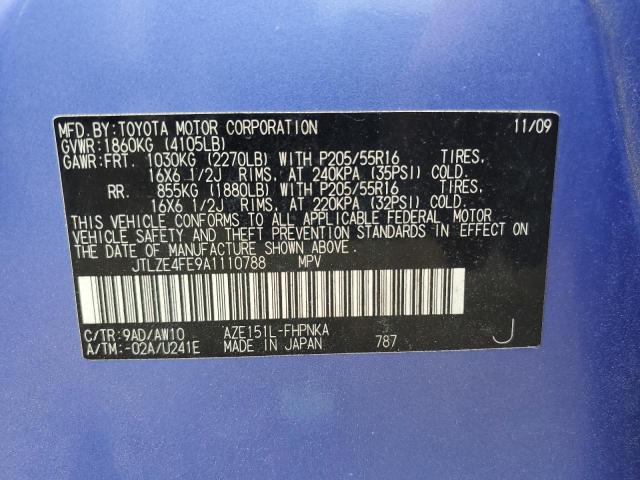 MFD.BY:TOYOTA MOTOR CORPORATION 11/09
GVWR:1860KG (4105LB)
GAWR:FRT. 1030KG (2270LB) WITH P205/55R16 TIRES,
16X6 1/2J RIMS. AT 240KPA (35PSI) COLD.
RR. 855KG (1880LB) WITH P205/55R16 TIRES,
16X6 1/2J RIMS. AT 220KPA (32PSI) COLD.
THIS VEHICLE CONFORMS TO ALL APPLICABLE FEDERAL MOTOR
VEHICLE SAFETY AND THEFT PREVENTION STANDARDS IN EFFECT ON
THE DATE OF MANUFACTURE SHOWN ABOVE.
JTLZE4FE9A1110788 MPV
C/TR:9AD/AW10 AZE151L-FHPNKA
A/TM:-02A/U241E MADE IN JAPAN 787 J